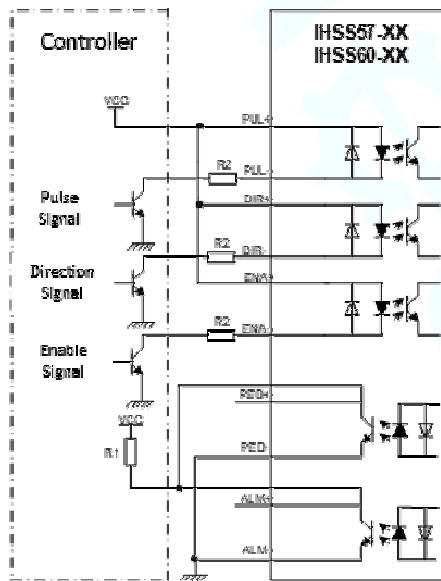 Controller
IHSS57-XX
IHSS60-XX
VCC
PUL+
R2
PUL-
Pulse
Signal
DIR+
R2
DIR-
Direction
Signal
ENA+
R2
ENA-
Enable
Signal
VCC
PED+
R1
PED-
ALM+
ALM-